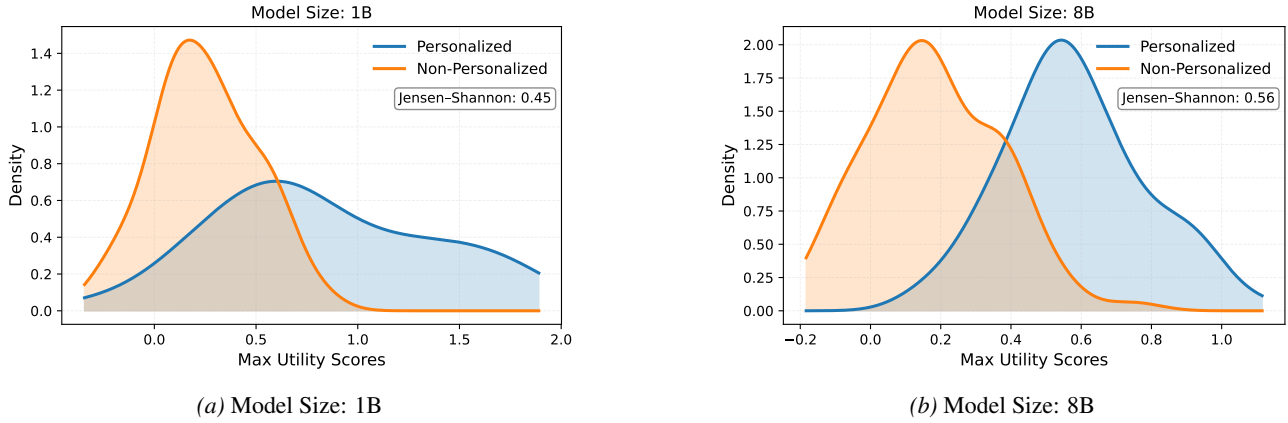 Model Size: 1B
Personalized
Non-Personalized
Jensen–Shannon: 0.45
1.4
1.2
1.0
0.8
0.6
0.4
0.2
0.0
Density
0.0 0.5 1.0 1.5 2.0
Max Utility Scores
(a) Model Size: 1B
Model Size: 8B
Personalized
Non-Personalized
Jensen–Shannon: 0.56
2.00
1.75
1.50
1.25
1.00
0.75
0.50
0.25
0.00
Density
−0.2 0.0 0.2 0.4 0.6 0.8 1.0
Max Utility Scores
(b) Model Size: 8B